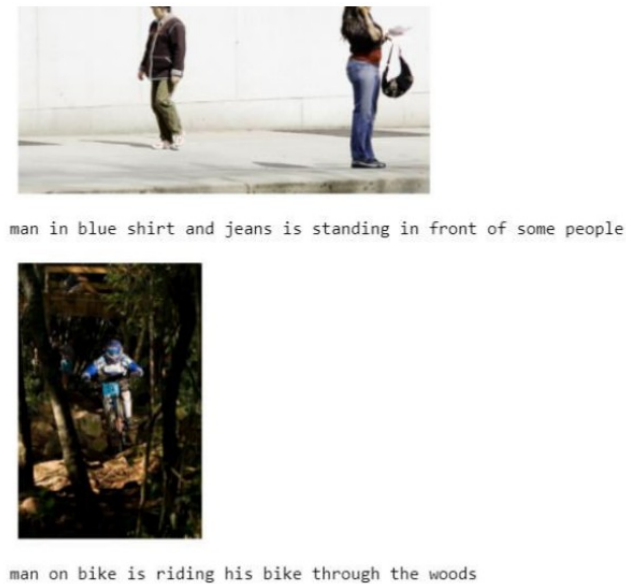 man in blue shirt and jeans is standing in front of some people
man on bike is riding his bike through the woods